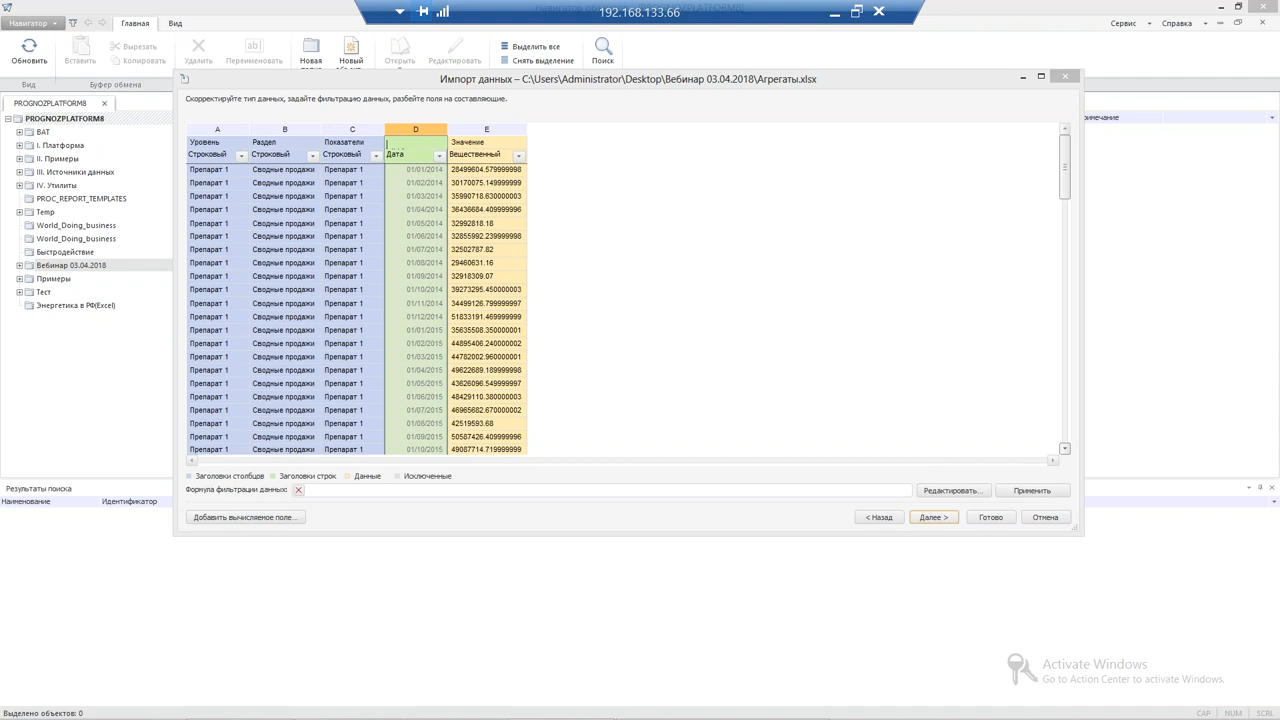 192.168.133.66
Навигатор
Главная
Вид
Сервис
Справка
Обновить
Вставить
Вырезать
Копировать
Удалить
Переименовать
Новая
Новый
Открыть
Редактировать
Выделить все
Снять выделение
Поиск
Вид
Буфер обмена
PROGNOZPLATFORM8
PROGNOZPLATFORM8
BAT
I. Платформа
II. Примеры
III. Источники данных
IV. Утилиты
PROC_REPORT_TEMPLATES
Temp
World_Doing_business
World_Doing_business
Быстродействие
Вебинар 03.04.2018
Примеры
Тест
Энергетика в РФ(Excel)
Импорт данных – C:\Users\Administrator\Desktop\Вебинар 03.04.2018\Агрегаты.xlsx
Скорректируйте тип данных, задайте фильтрацию данных, разбейте поля на составляющие.
A B C D E
Уровень Раздел Показатели Значение
Строковый Строковый Строковый Дата Вещественный
Препарат 1 Сводные продажи Препарат 1 01/01/2014 28499604.579999998
Препарат 1 Сводные продажи Препарат 1 01/02/2014 30170075.149999999
Препарат 1 Сводные продажи Препарат 1 01/03/2014 35990718.630000003
Препарат 1 Сводные продажи Препарат 1 01/04/2014 36436684.409999996
Препарат 1 Сводные продажи Препарат 1 01/05/2014 32992818.18
Препарат 1 Сводные продажи Препарат 1 01/06/2014 32855992.239999998
Препарат 1 Сводные продажи Препарат 1 01/07/2014 32502787.82
Препарат 1 Сводные продажи Препарат 1 01/08/2014 29460631.16
Препарат 1 Сводные продажи Препарат 1 01/09/2014 32918309.07
Препарат 1 Сводные продажи Препарат 1 01/10/2014 39273295.450000003
Препарат 1 Сводные продажи Препарат 1 01/11/2014 34499126.799999997
Препарат 1 Сводные продажи Препарат 1 01/12/2014 51833191.469999999
Препарат 1 Сводные продажи Препарат 1 01/01/2015 35635508.350000001
Препарат 1 Сводные продажи Препарат 1 01/02/2015 44895406.240000002
Препарат 1 Сводные продажи Препарат 1 01/03/2015 44782002.960000001
Препарат 1 Сводные продажи Препарат 1 01/04/2015 49622689.189999998
Препарат 1 Сводные продажи Препарат 1 01/05/2015 43626096.549999997
Препарат 1 Сводные продажи Препарат 1 01/06/2015 48429110.380000003
Препарат 1 Сводные продажи Препарат 1 01/07/2015 46965682.670000002
Препарат 1 Сводные продажи Препарат 1 01/08/2015 42519593.68
Препарат 1 Сводные продажи Препарат 1 01/09/2015 50587426.409999996
Препарат 1 Сводные продажи Препарат 1 01/10/2015 49087714.719999999
Заголовки столбцов Заголовки строк Данные Исключенные
Формула фильтрации данных:
Редактировать... Применить
Добавить вычисляемое поле...
< Назад Далее > Готово Отмена
Результаты поиска
Наименование Идентификатор
Activate Windows
Go to Action Center to activate Windows.
Выделено объектов: 0
CAP NUM SCRL